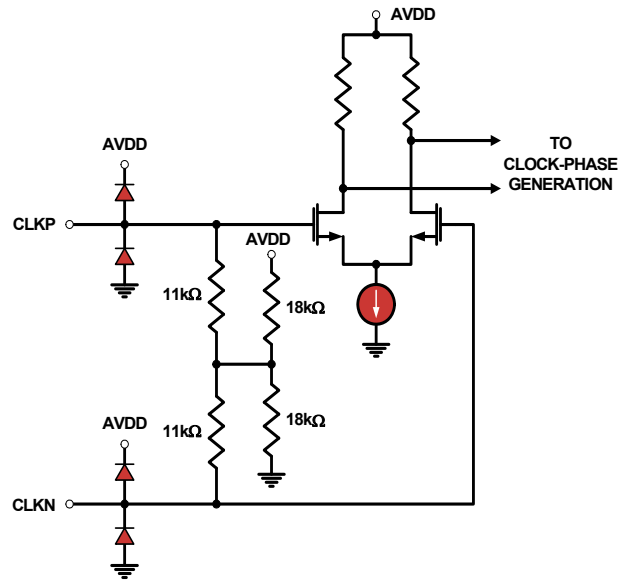 AVDD
TO
CLOCK-PHASE
GENERATION
AVDD
CLKP
AVDD
11kΩ
18kΩ
11kΩ
18kΩ
AVDD
CLKN